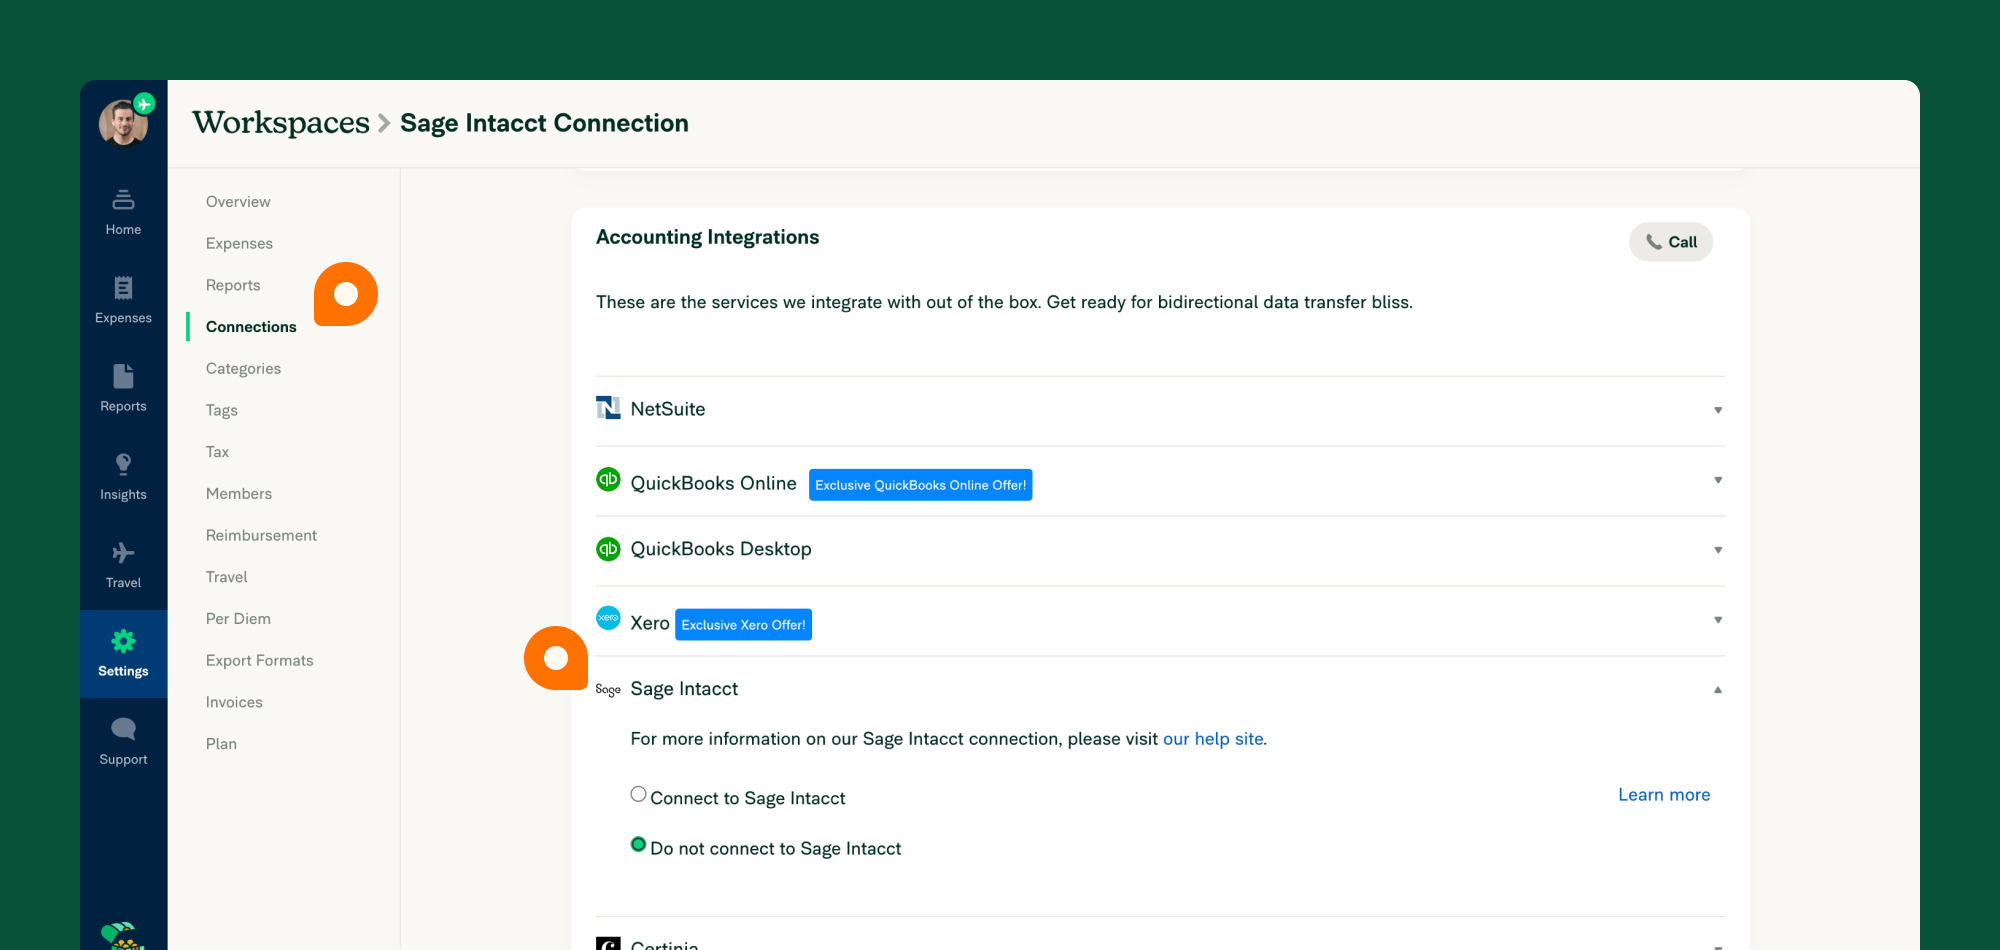 Workspaces > Sage Intacct Connection
Home
Expenses
Reports
Insights
Travel
Settings
Support
Overview
Expenses
Reports
Connections
Categories
Tags
Tax
Members
Reimbursement
Travel
Per Diem
Export Formats
Invoices
Plan
Accounting Integrations
Call
These are the services we integrate with out of the box. Get ready for bidirectional data transfer bliss.
NetSuite
qb QuickBooks Online Exclusive QuickBooks Online Offer!
qb QuickBooks Desktop
xero Xero Exclusive Xero Offer!
Sage Sage Intacct
For more information on our Sage Intacct connection, please visit our help site.
Connect to Sage Intacct Learn more
Do not connect to Sage Intacct
Certinia